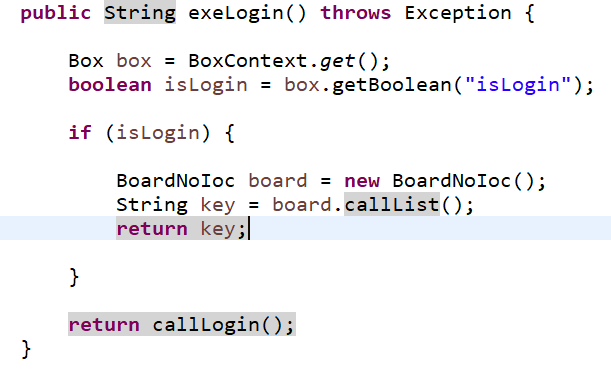 public String exeLogin() throws Exception {
Box box = BoxContext.get();
boolean isLogin = box.getBoolean("isLogin");
if (isLogin) {
BoardNoIoc board = new BoardNoIoc();
String key = board.callList();
return key;
}
return callLogin();
}